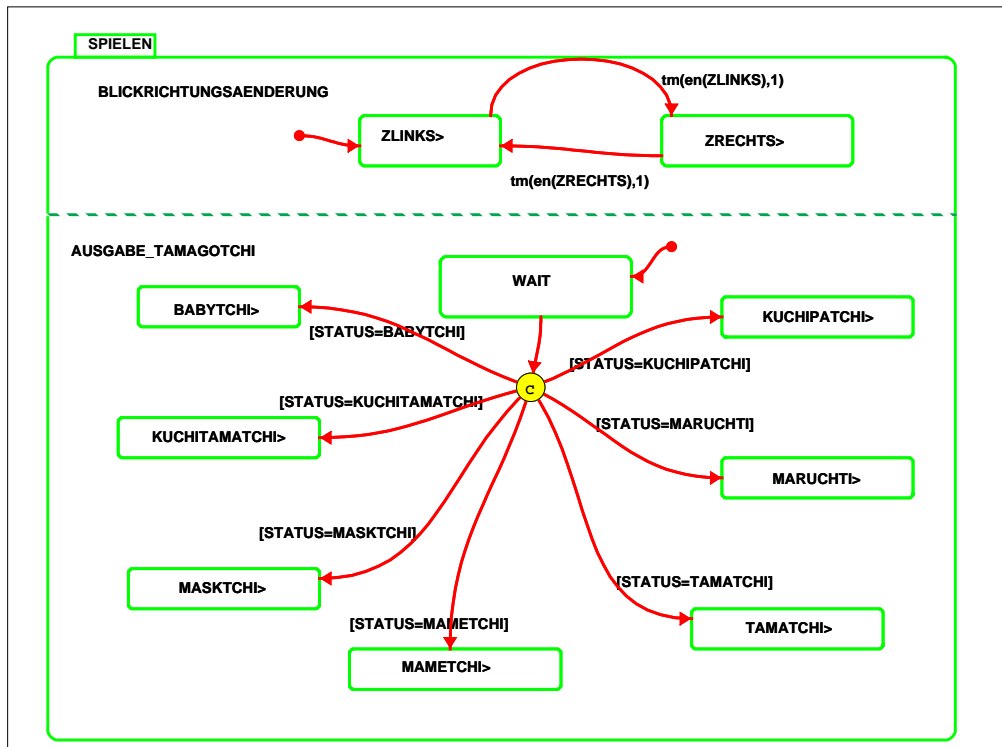 SPIELEN
BLICKRICHTUNGSAENDERUNG
tm(en(ZLINKS),1)
ZLINKS>
ZRECHTS>
tm(en(ZRECHTS),1)
AUSGABE_TAMAGOTCHI
WAIT
BABYTCHI>
KUCHIPATCHI>
[STATUS=BABYTCHI]
[STATUS=KUCHIPATCHI]
C
[STATUS=KUCHITAMATCHI]
[STATUS=MARUCHTI]
KUCHITAMATCHI>
MARUCHTI>
[STATUS=MASKTCHI]
[STATUS=TAMATCHI]
MASKTCHI>
[STATUS=MAMETCHI]
TAMATCHI>
MAMETCHI>